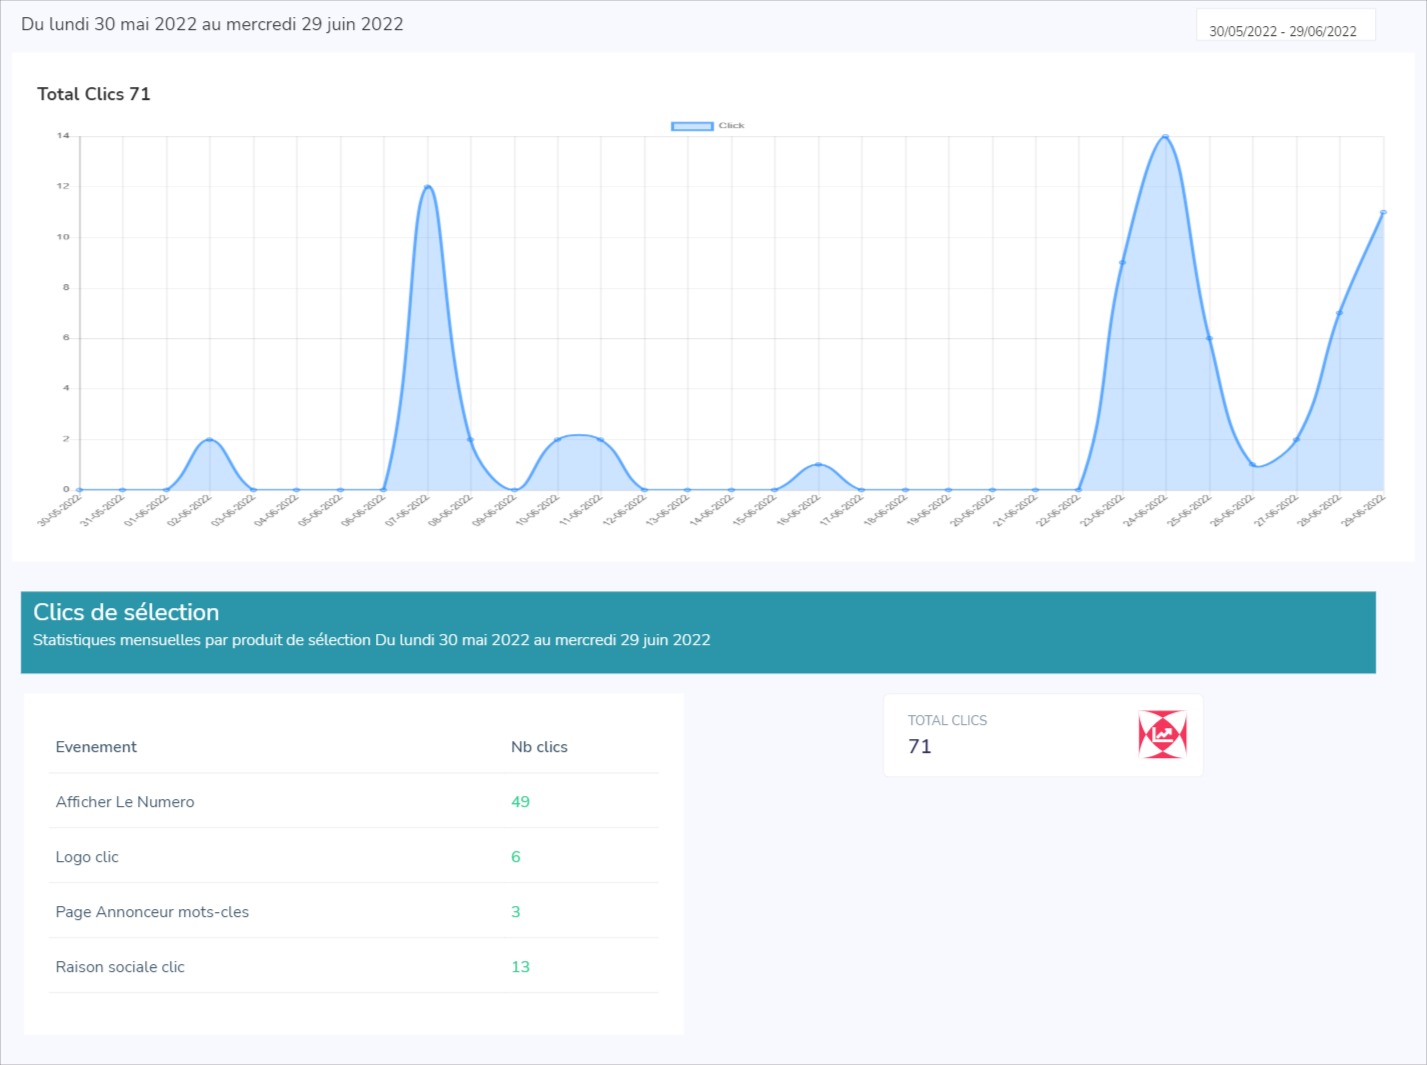 Du lundi 30 mai 2022 au mercredi 29 juin 2022
30/05/2022 - 29/06/2022
Total Clics 71
Click
14
12
10
8
6
4
2
0
30-05-2022 31-05-2022 01-06-2022 02-06-2022 03-06-2022 04-06-2022 05-06-2022 06-06-2022 07-06-2022 08-06-2022 09-06-2022 10-06-2022 11-06-2022 12-06-2022 13-06-2022 14-06-2022 15-06-2022 16-06-2022 17-06-2022 18-06-2022 19-06-2022 20-06-2022 21-06-2022 22-06-2022 23-06-2022 24-06-2022 25-06-2022 26-06-2022 27-06-2022 28-06-2022 29-06-2022
Clics de sélection
Statistiques mensuelles par produit de sélection Du lundi 30 mai 2022 au mercredi 29 juin 2022
Evenement Nb clics
Afficher Le Numero 49
Logo clic 6
Page Annonceur mots-cles 3
Raison sociale clic 13
TOTAL CLICS
71